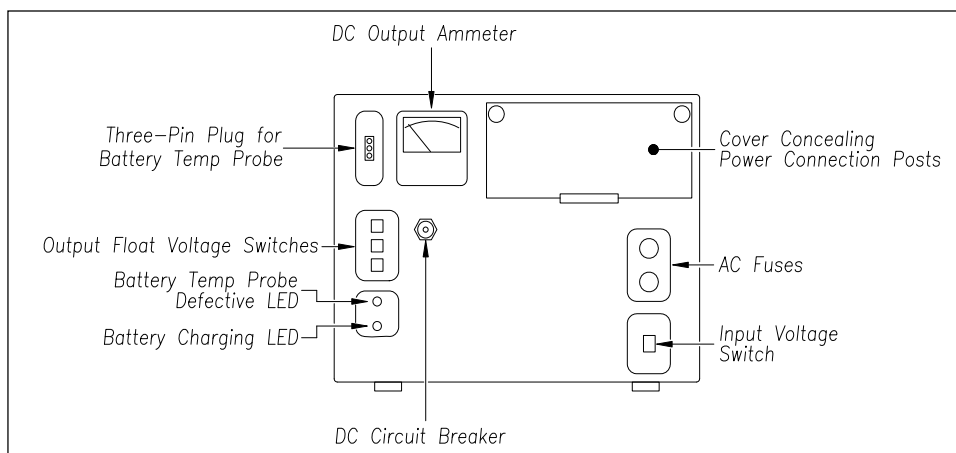 DC Output Ammeter
Three-Pin Plug for
Battery Temp Probe
Cover Concealing
Power Connection Posts
Output Float Voltage Switches
AC Fuses
Battery Temp Probe
Defective LED
Battery Charging LED
Input Voltage
Switch
DC Circuit Breaker